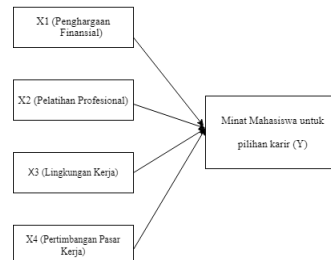 X1 (Penghargaan
Finansial)
X2 (Pelatihan Profesional)
X3 (Lingkungan Kerja)
X4 (Pertimbangan Pasar
Kerja)
Minat Mahasiswa untuk
pilihan karir (Y)